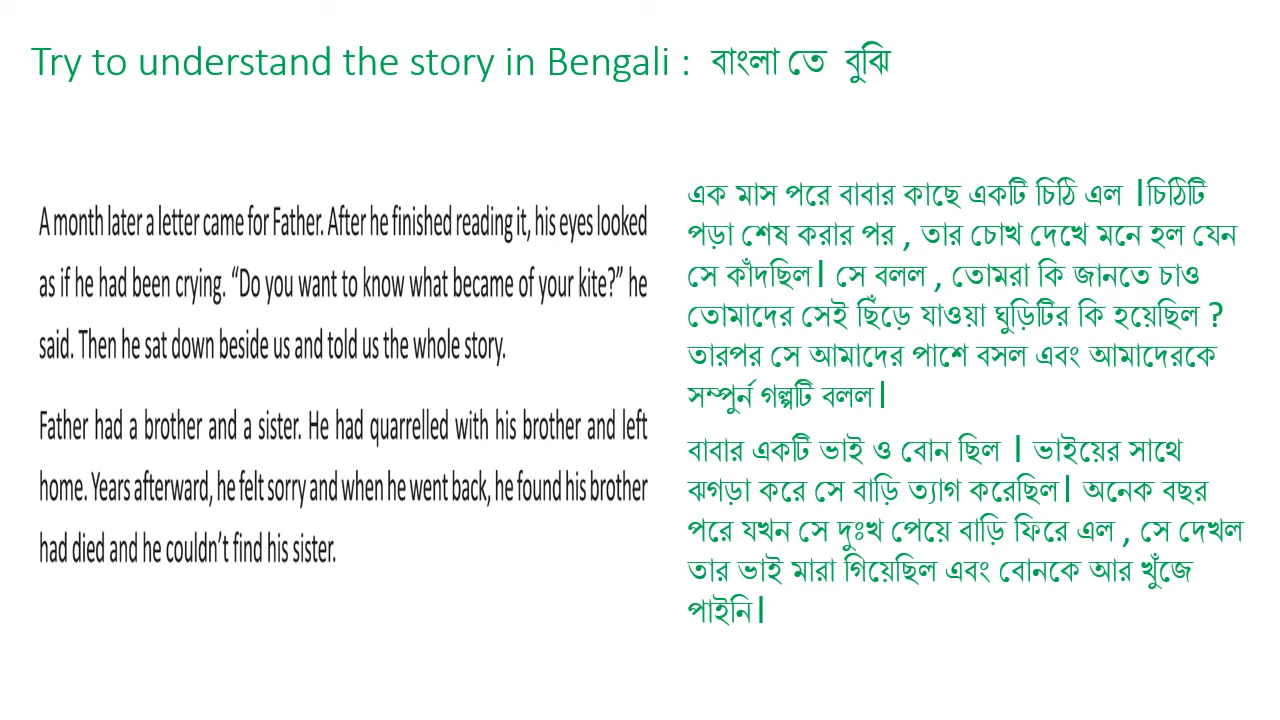 Try to understand the story in Bengali : বাংলা তে বুঝি
A month later a letter came for Father. After he finished reading it, his eyes looked
as if he had been crying. “Do you want to know what became of your kite?” he
said. Then he sat down beside us and told us the whole story.
Father had a brother and a sister. He had quarrelled with his brother and left
home. Years afterward, he felt sorry and when he went back, he found his brother
had died and he couldn’t find his sister.
এক মাস পরে বাবার কাছে একটি চিঠি এল ।চিঠিটি
পড়া শেষ করার পর , তার চোখ দেখে মনে হল যেন
সে কাঁদছিল। সে বলল , তোমরা কি জানতে চাও
তোমাদের সেই ছিঁড়ে যাওয়া ঘুড়িটির কি হয়েছিল ?
তারপর সে আমাদের পাশে বসল এবং আমাদেরকে
সম্পুর্ন গল্পটি বলল।
বাবার একটি ভাই ও বোন ছিল । ভাইয়ের সাথে
ঝগড়া করে সে বাড়ি ত্যাগ করেছিল। অনেক বছর
পরে যখন সে দুঃখ পেয়ে বাড়ি ফিরে এল , সে দেখল
তার ভাই মারা গিয়েছিল এবং বোনকে আর খুঁজে
পাইনি।